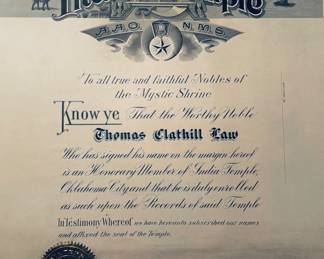 Temple
A. A. O. N. M. S.
To all true and faithful Nobles of
the Mystic Shrine
Know ye That the Worthy Noble
Thomas Clathill Law
Who has signed his name on the margin hereof
is an Honorary Member of India Temple,
Oklahoma City and that he is duly enrolled
as such upon the Records of said Temple
In Testimony Whereof we have hereunto subscribed our names
and affixed the seal of the Temple.